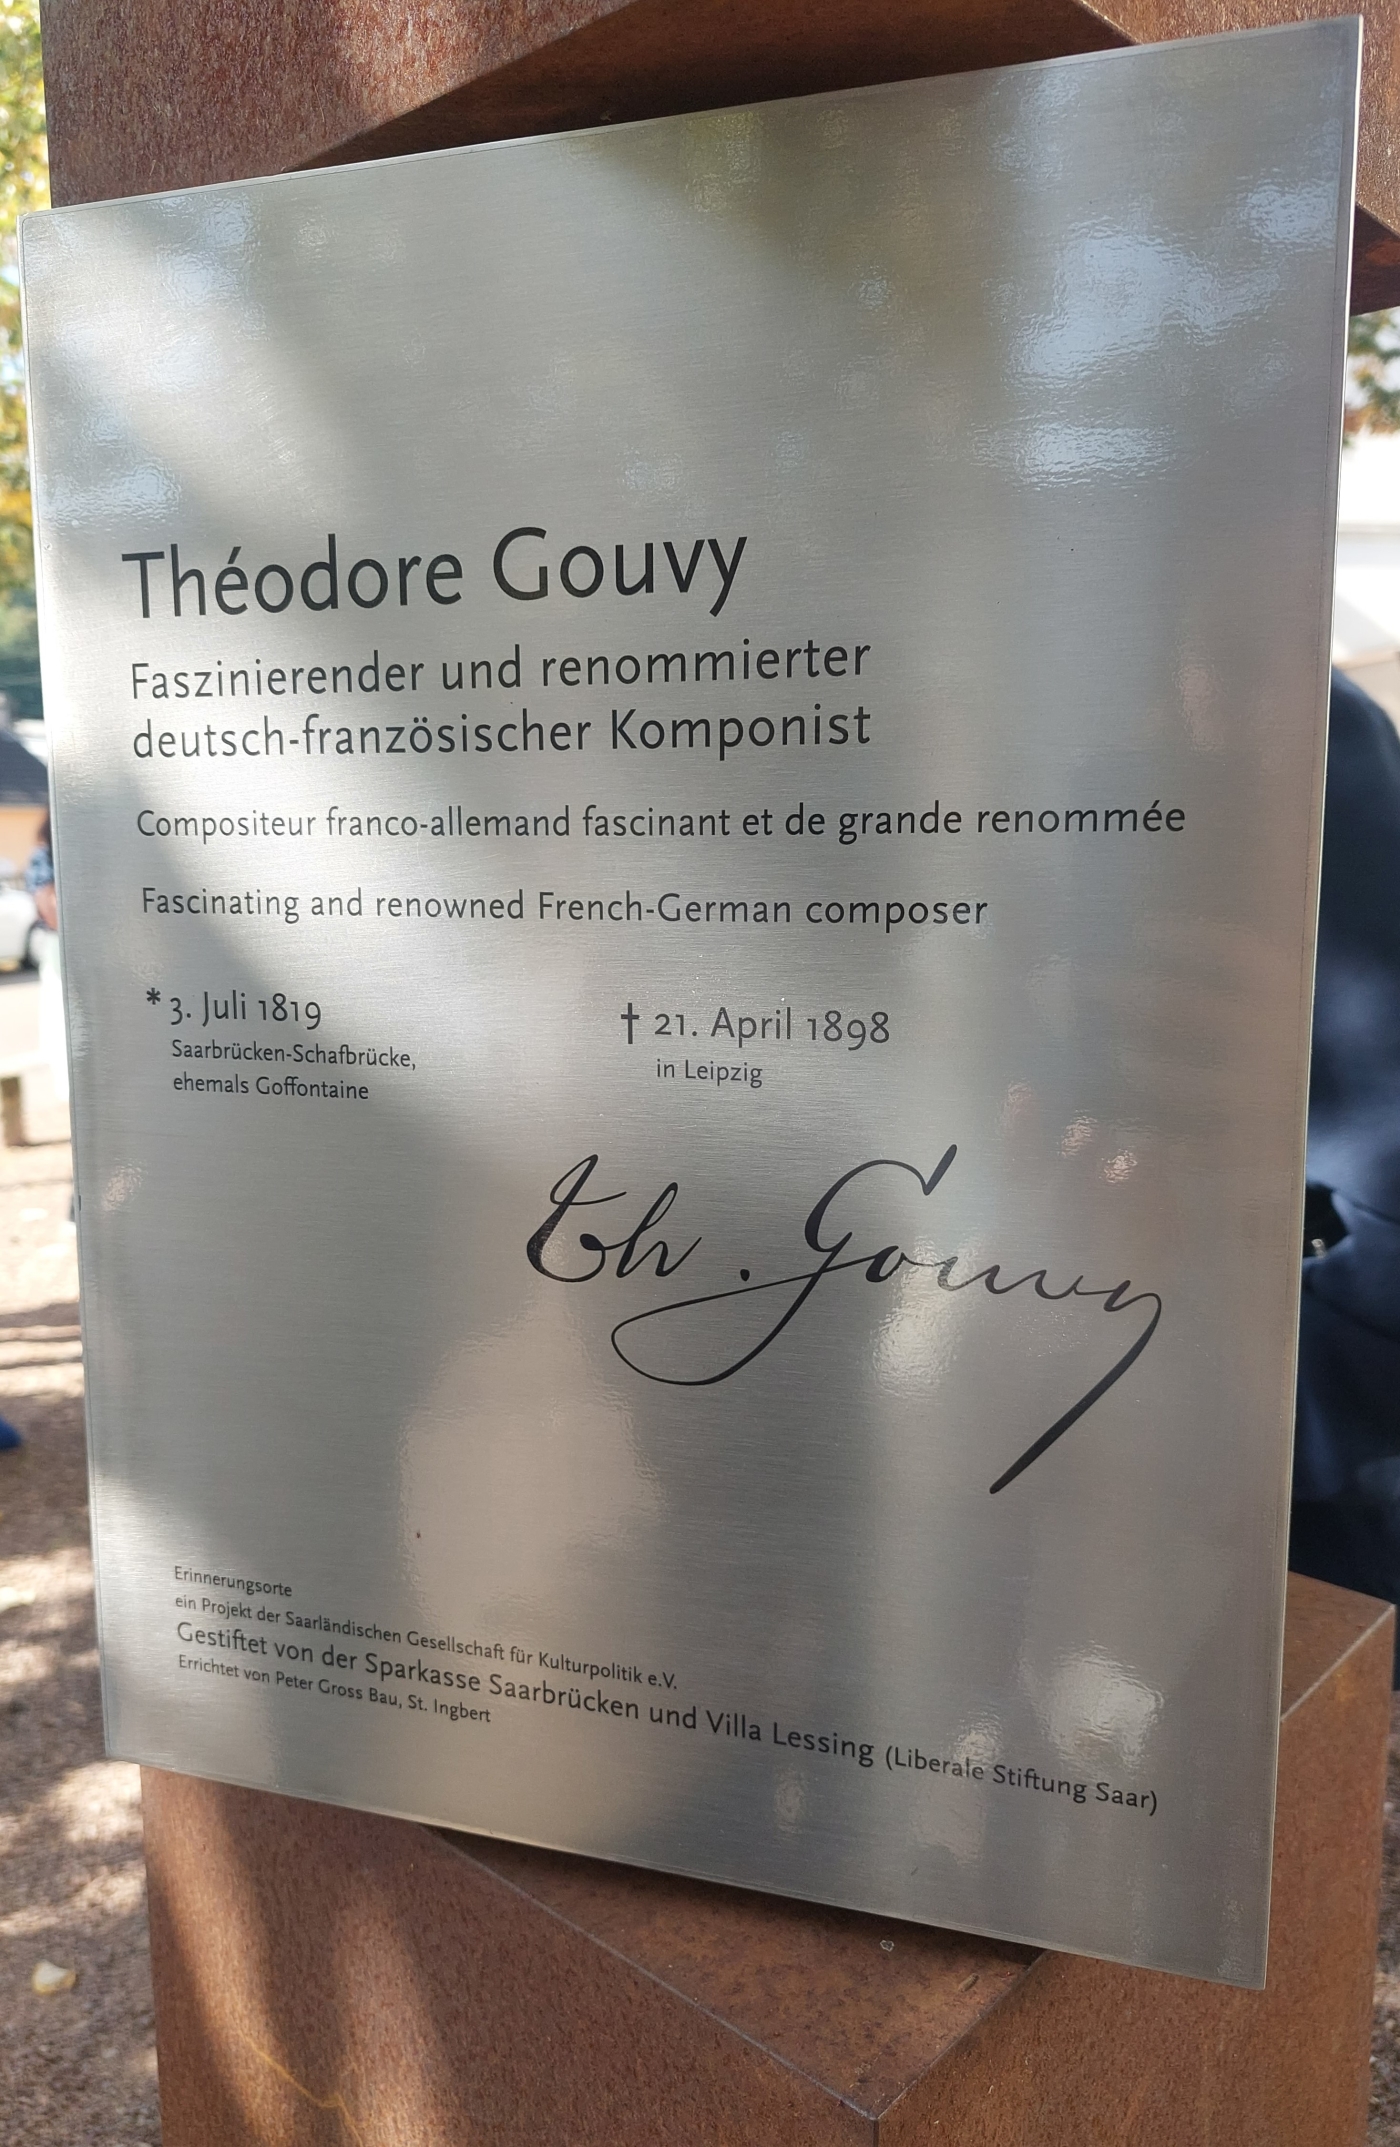 Théodore Gouvy
Faszinierender und renommierter
deutsch-französischer Komponist
Compositeur franco-allemand fascinant et de grande renommée
Fascinating and renowned French-German composer
* 3. Juli 1819
Saarbrücken-Schafbrücke,
ehemals Goffontaine
† 21. April 1898
in Leipzig
Th. Gouvy
Erinnerungsorte
ein Projekt der Saarländischen Gesellschaft für Kulturpolitik e.V.
Gestiftet von der Sparkasse Saarbrücken und Villa Lessing (Liberale Stiftung Saar)
Errichtet von Peter Gross Bau, St. Ingbert